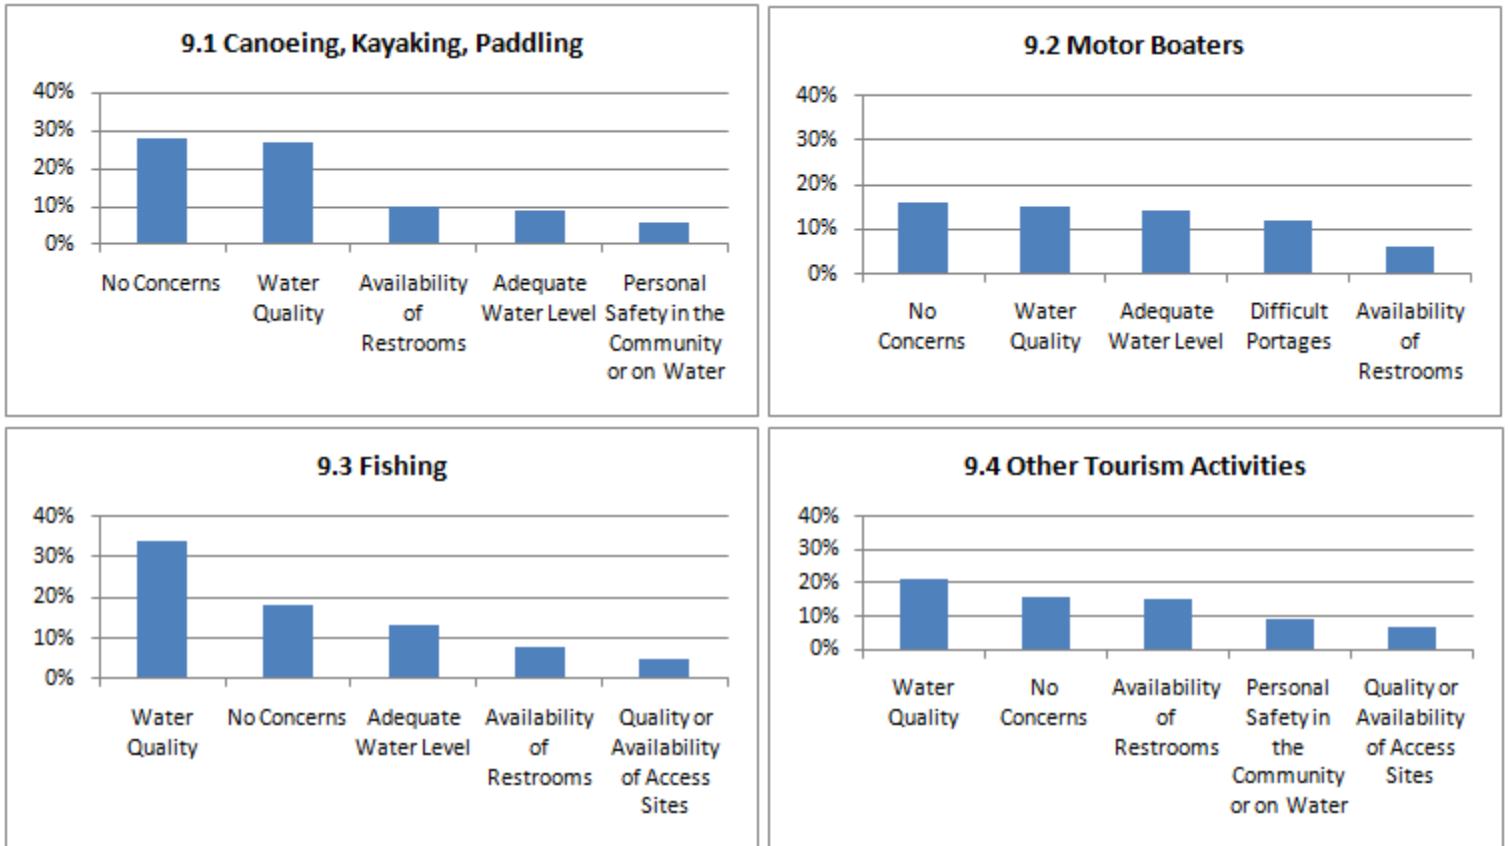 9.1 Canoeing, Kayaking, Paddling
40%
30%
20%
10%
0%
No Concerns
Water
Quality
Availability
of
Restrooms
Adequate
Water Level
Personal
Safety in the
Community
or on Water
9.2 Motor Boaters
40%
30%
20%
10%
0%
No
Concerns
Water
Quality
Adequate
Water Level
Difficult
Portages
Availability
of
Restrooms
9.3 Fishing
40%
30%
20%
10%
0%
Water
Quality
No Concerns
Adequate
Water Level
Availability
of
Restrooms
Quality or
Availability
of Access
Sites
9.4 Other Tourism Activities
40%
30%
20%
10%
0%
Water
Quality
No
Concerns
Availability
of
Restrooms
Personal
Safety in
the
Community
or on Water
Quality or
Availability
of Access
Sites